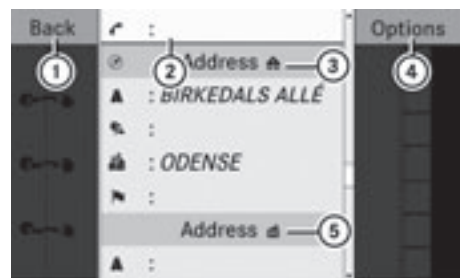 Back : Options
1 2 Address 3 4
: BIRKEDALS ALLÉ
:
: ODENSE
:
Address 5
: